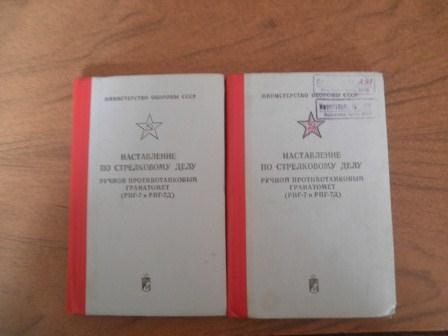 МИНИСТЕРСТВО ОБОРОНЫ СССР
НАСТАВЛЕНИЕ
ПО СТРЕЛКОВОМУ ДЕЛУ
РУЧНОЙ ПРОТИВОТАНКОВЫЙ
ГРАНАТОМЕТ
(РПГ-7 и РПГ-7Д)
МИНИСТЕРСТВО ОБОРОНЫ СССР
НАСТАВЛЕНИЕ
ПО СТРЕЛКОВОМУ ДЕЛУ
РУЧНОЙ ПРОТИВОТАНКОВЫЙ
ГРАНАТОМЕТ
(РПГ-7 и РПГ-7Д)